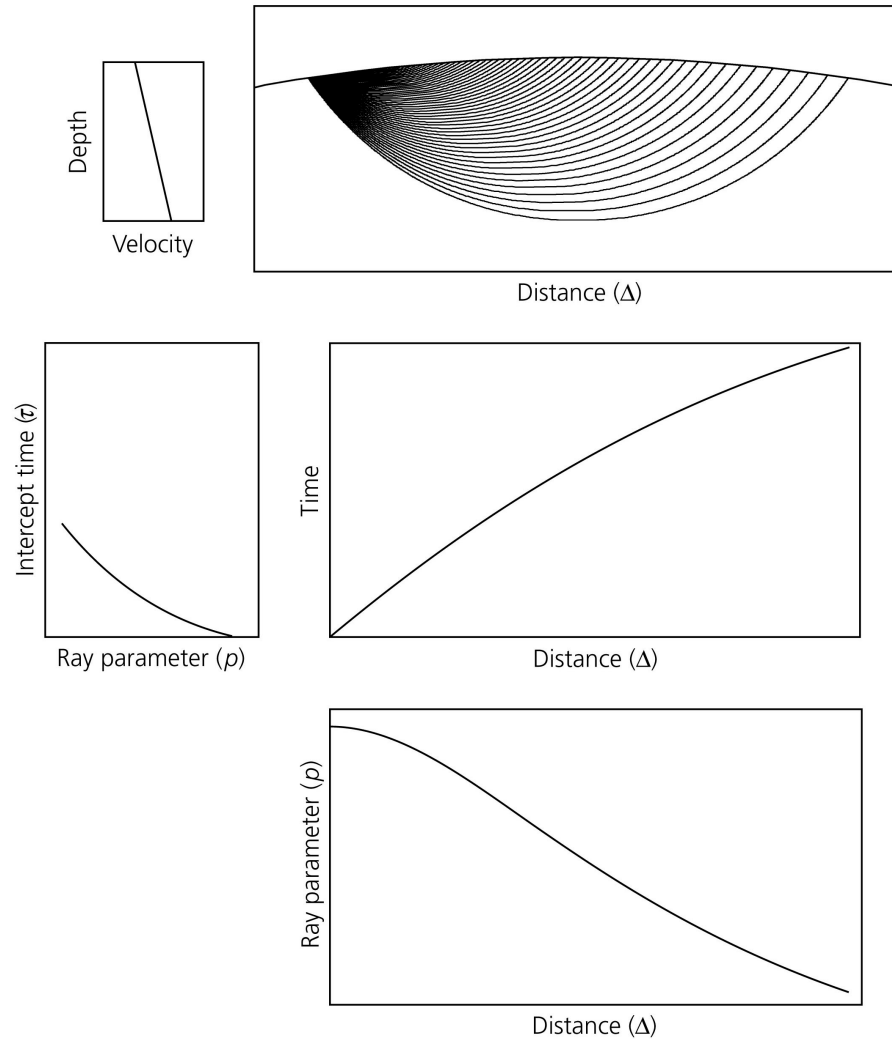 Depth
Velocity
Distance (Δ)
Intercept time (τ)
Ray parameter (p)
Time
Distance (Δ)
Ray parameter (p)
Distance (Δ)